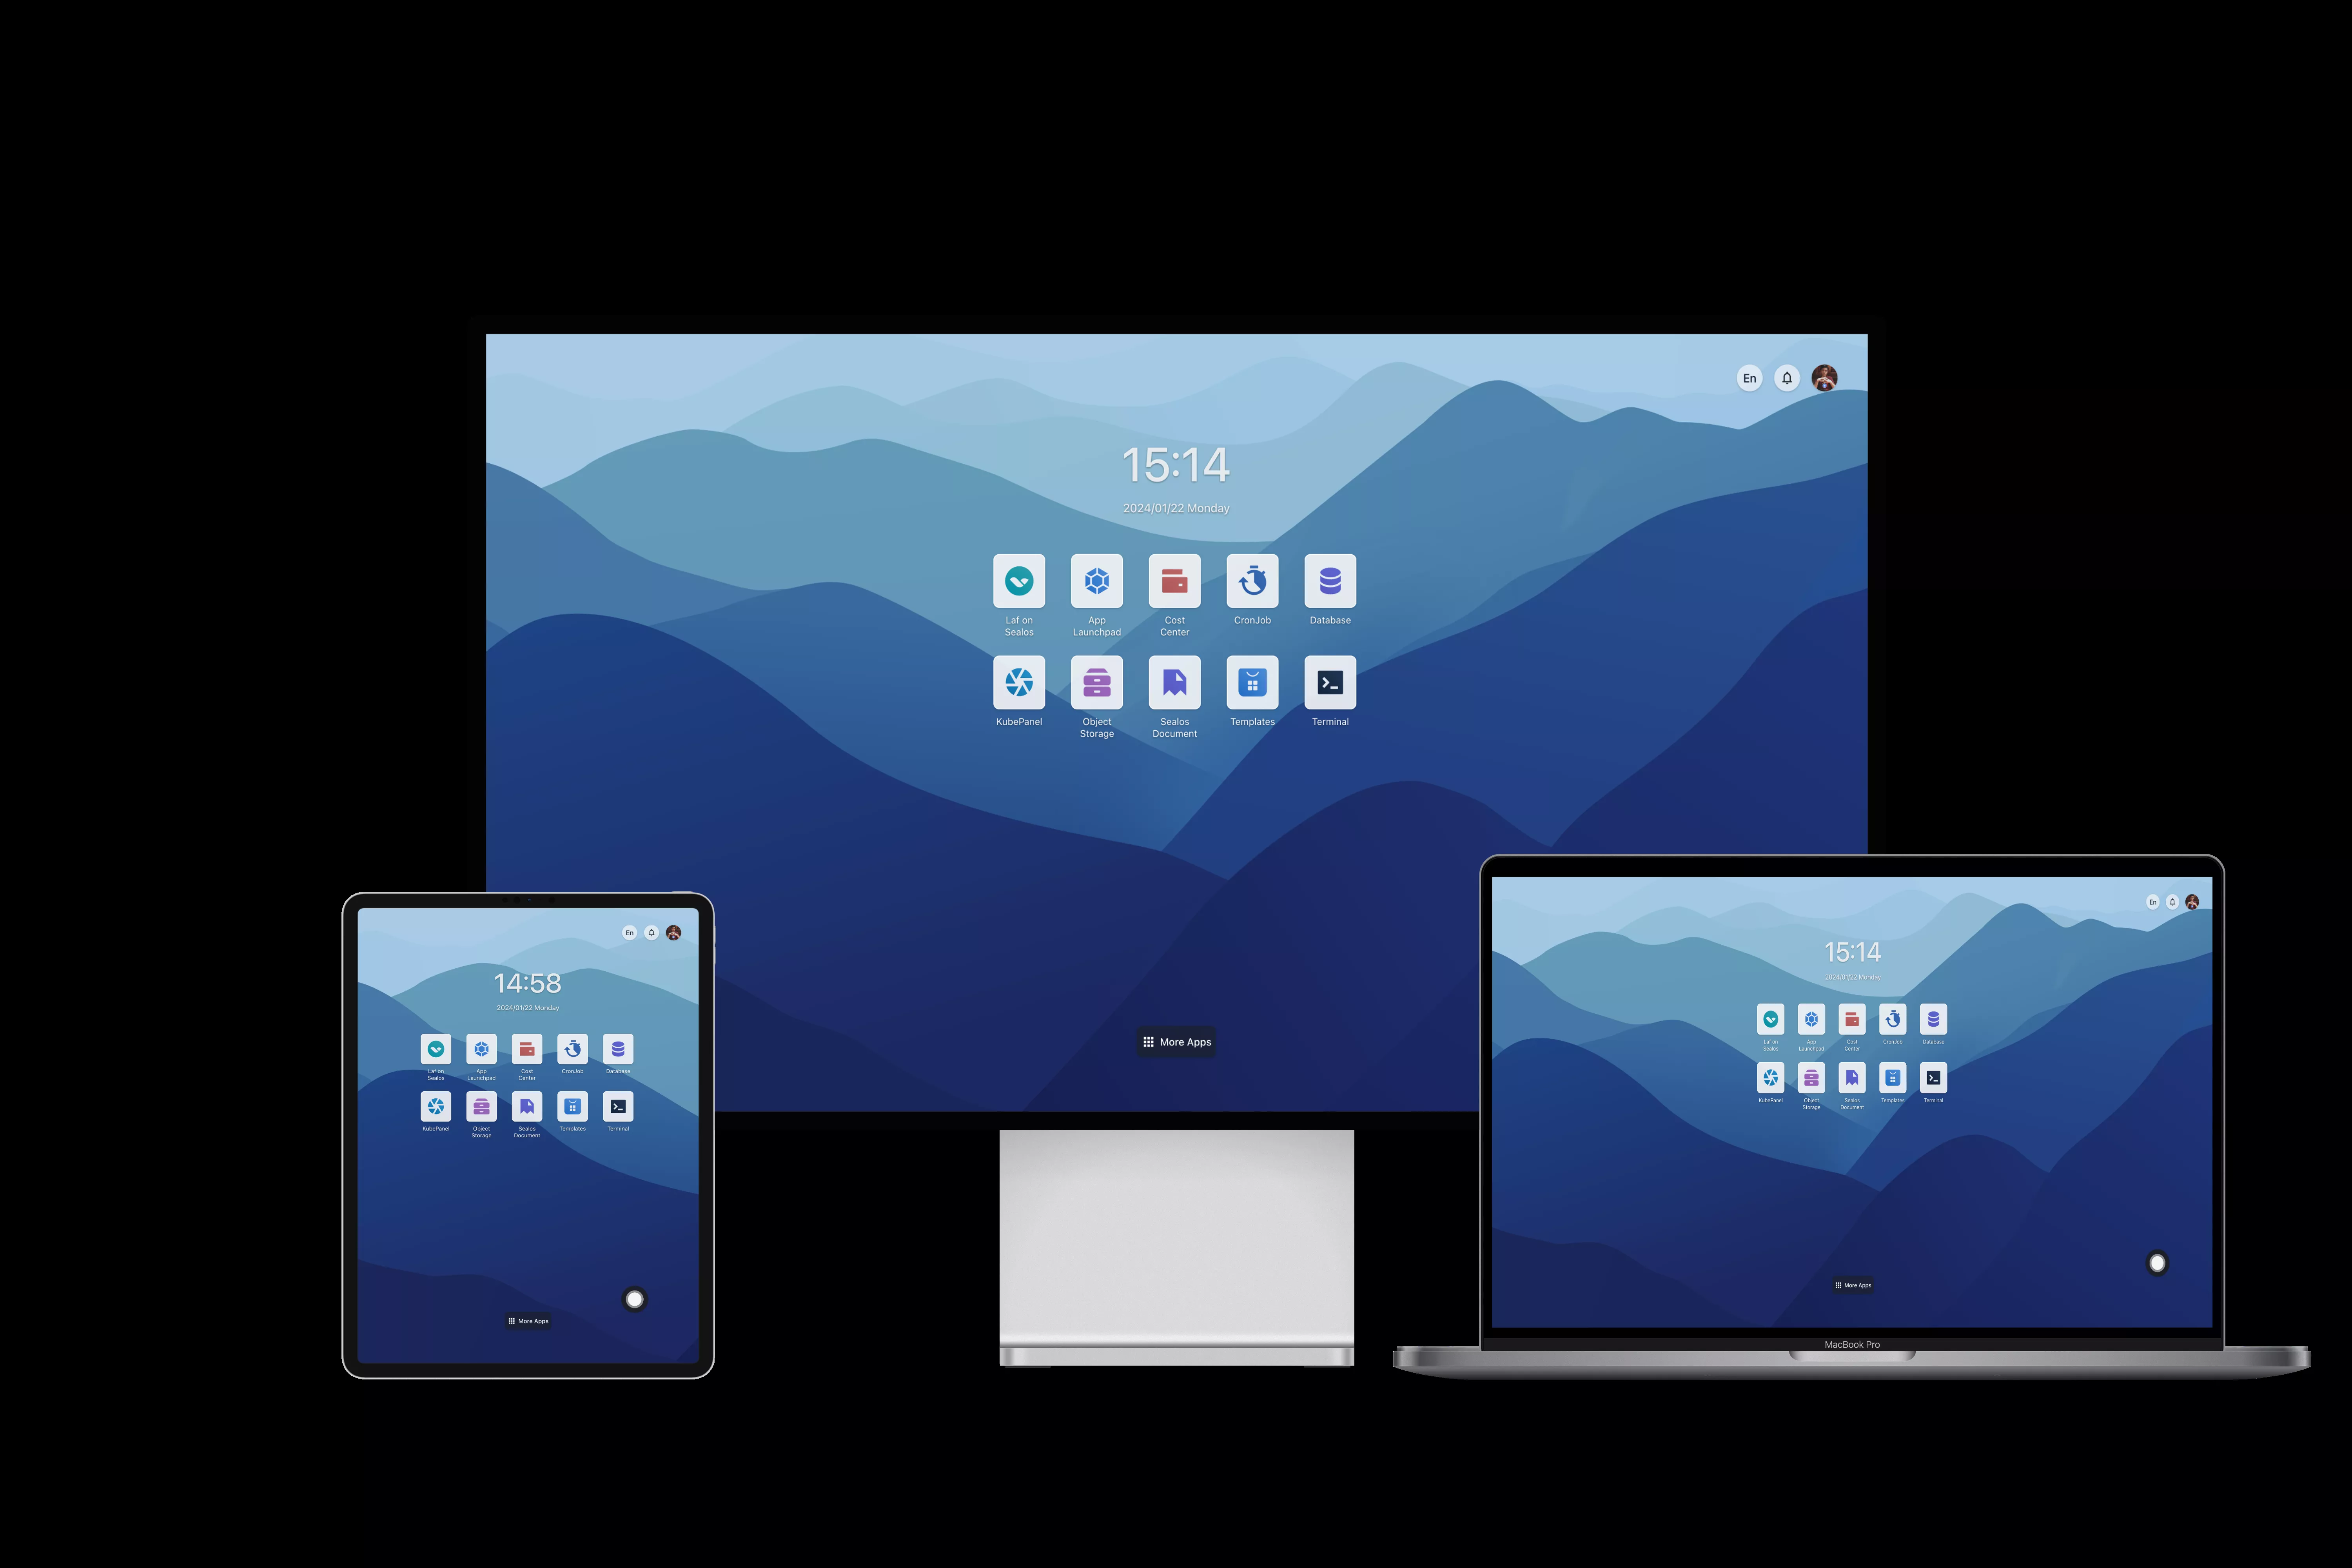 En
15:14
2024/01/22 Monday
Laf on
Sealos
App
Launchpad
Cost
Center
CronJob
Database
KubePanel
Object
Storage
Sealos
Document
Templates
Terminal
More Apps
En
14:58
2024/01/22 Monday
Laf on
Sealos
App
Launchpad
Cost
Center
CronJob
Database
KubePanel
Object
Storage
Sealos
Document
Templates
Terminal
More Apps
En
15:14
2024/01/22 Monday
Laf on
Sealos
App
Launchpad
Cost
Center
CronJob
Database
KubePanel
Object
Storage
Sealos
Document
Templates
Terminal
More Apps
MacBook Pro